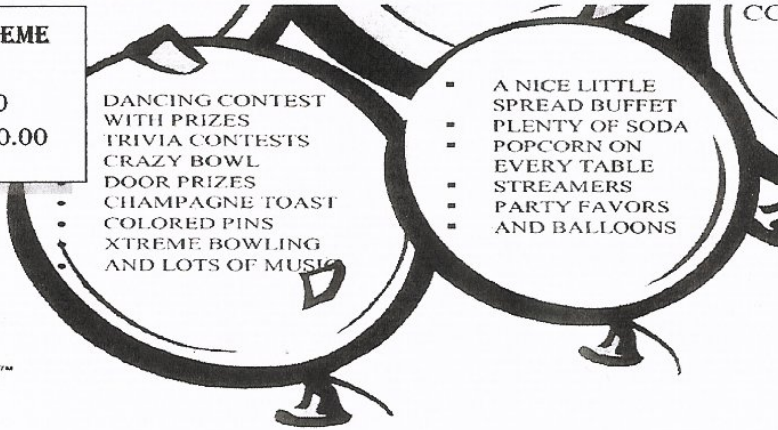 EME
0
0.00
DANCING CONTEST
WITH PRIZES
TRIVIA CONTESTS
CRAZY BOWL
DOOR PRIZES
CHAMPAGNE TOAST
COLORED PINS
XTREME BOWLING
AND LOTS OF MUSIC
A NICE LITTLE
SPREAD BUFFET
PLENTY OF SODA
POPCORN ON
EVERY TABLE
STREAMERS
PARTY FAVORS
AND BALLOONS
CO